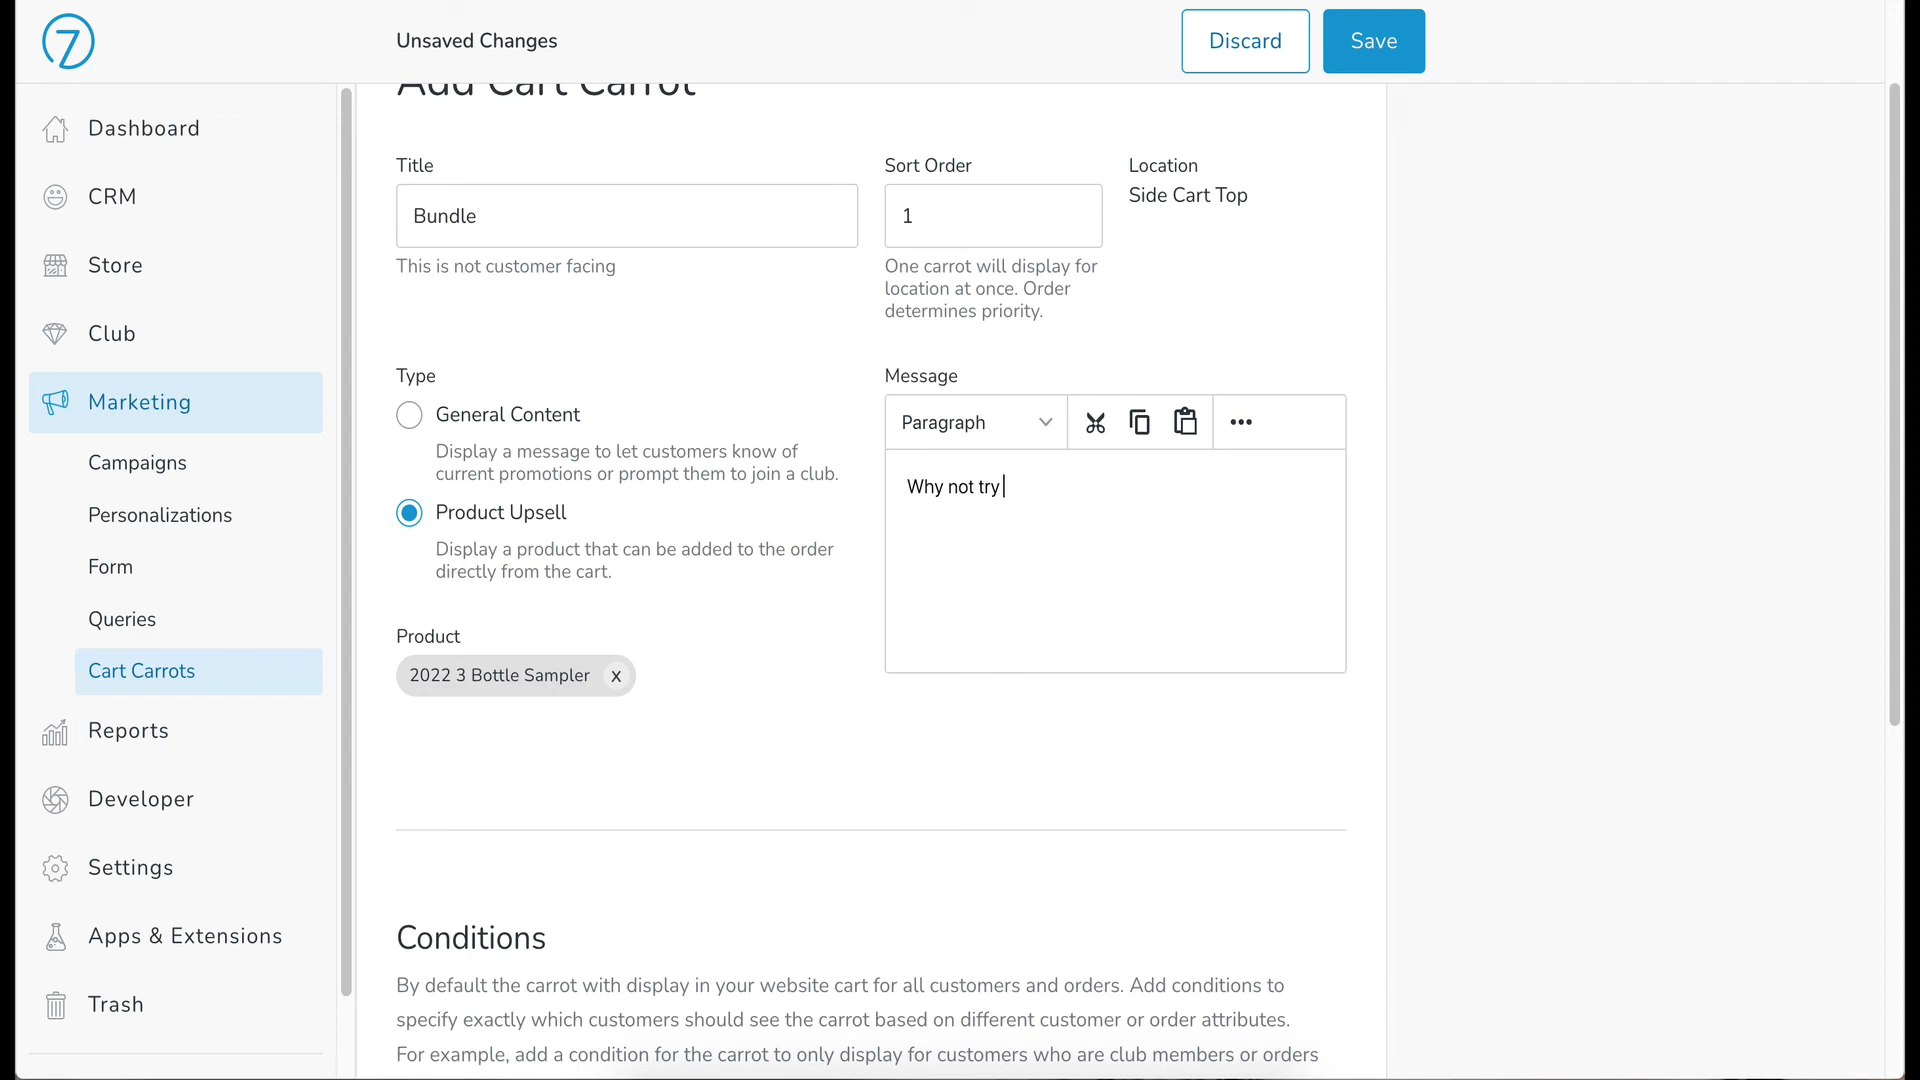 7
Unsaved Changes
Discard
Save
Add Cart Carrot
Dashboard
CRM
Store
Club
Marketing
Campaigns
Personalizations
Form
Queries
Cart Carrots
Reports
Developer
Settings
Apps & Extensions
Trash
Title
Bundle
This is not customer facing
Sort Order
1
One carrot will display for
location at once. Order
determines priority.
Location
Side Cart Top
Type
General Content
Display a message to let customers know of
current promotions or prompt them to join a club.
Product Upsell
Display a product that can be added to the order
directly from the cart.
Message
Paragraph
Why not try
Product
2022 3 Bottle Sampler X
Conditions
By default the carrot with display in your website cart for all customers and orders. Add conditions to
specify exactly which customers should see the carrot based on different customer or order attributes.
For example, add a condition for the carrot to only display for customers who are club members or orders